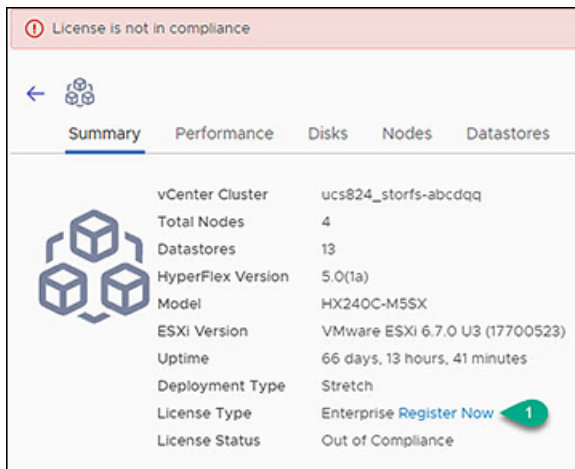 License is not in compliance
Summary Performance Disks Nodes Datastores
vCenter Cluster ucs824_storfs-abcdqq
Total Nodes 4
Datastores 13
HyperFlex Version 5.0(1a)
Model HX240C-M5SX
ESXi Version VMware ESXi 6.7.0 U3 (17700523)
Uptime 66 days, 13 hours, 41 minutes
Deployment Type Stretch
License Type Enterprise Register Now 1
License Status Out of Compliance